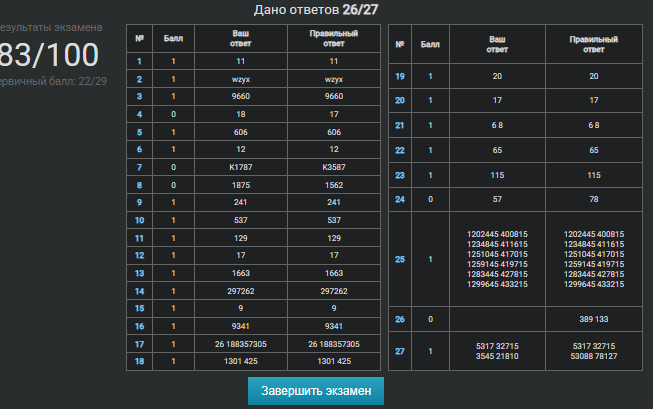 Дано ответов 26/27
результаты экзамена
83/100
первичный балл: 22/29
№ Балл Ваш ответ Правильный ответ
1 1 11 11
2 1 wzyx wzyx
3 1 9660 9660
4 0 18 17
5 1 606 606
6 1 12 12
7 0 К1787 К3587
8 0 1875 1562
9 1 241 241
10 1 537 537
11 1 129 129
12 1 17 17
13 1 1663 1663
14 1 297262 297262
15 1 9 9
16 1 9341 9341
17 1 26 188357305 26 188357305
18 1 1301 425 1301 425
№ Балл Ваш ответ Правильный ответ
19 1 20 20
20 1 17 17
21 1 6 8 6 8
22 1 65 65
23 1 115 115
24 0 57 78
25 1
1202445 400815 1202445 400815
1234845 411615 1234845 411615
1251045 417015 1251045 417015
1259145 419715 1259145 419715
1283445 427815 1283445 427815
1299645 433215 1299645 433215
26 0 389 133
27 1
5317 32715 5317 32715
3545 21810 53088 78127
Завершить экзамен